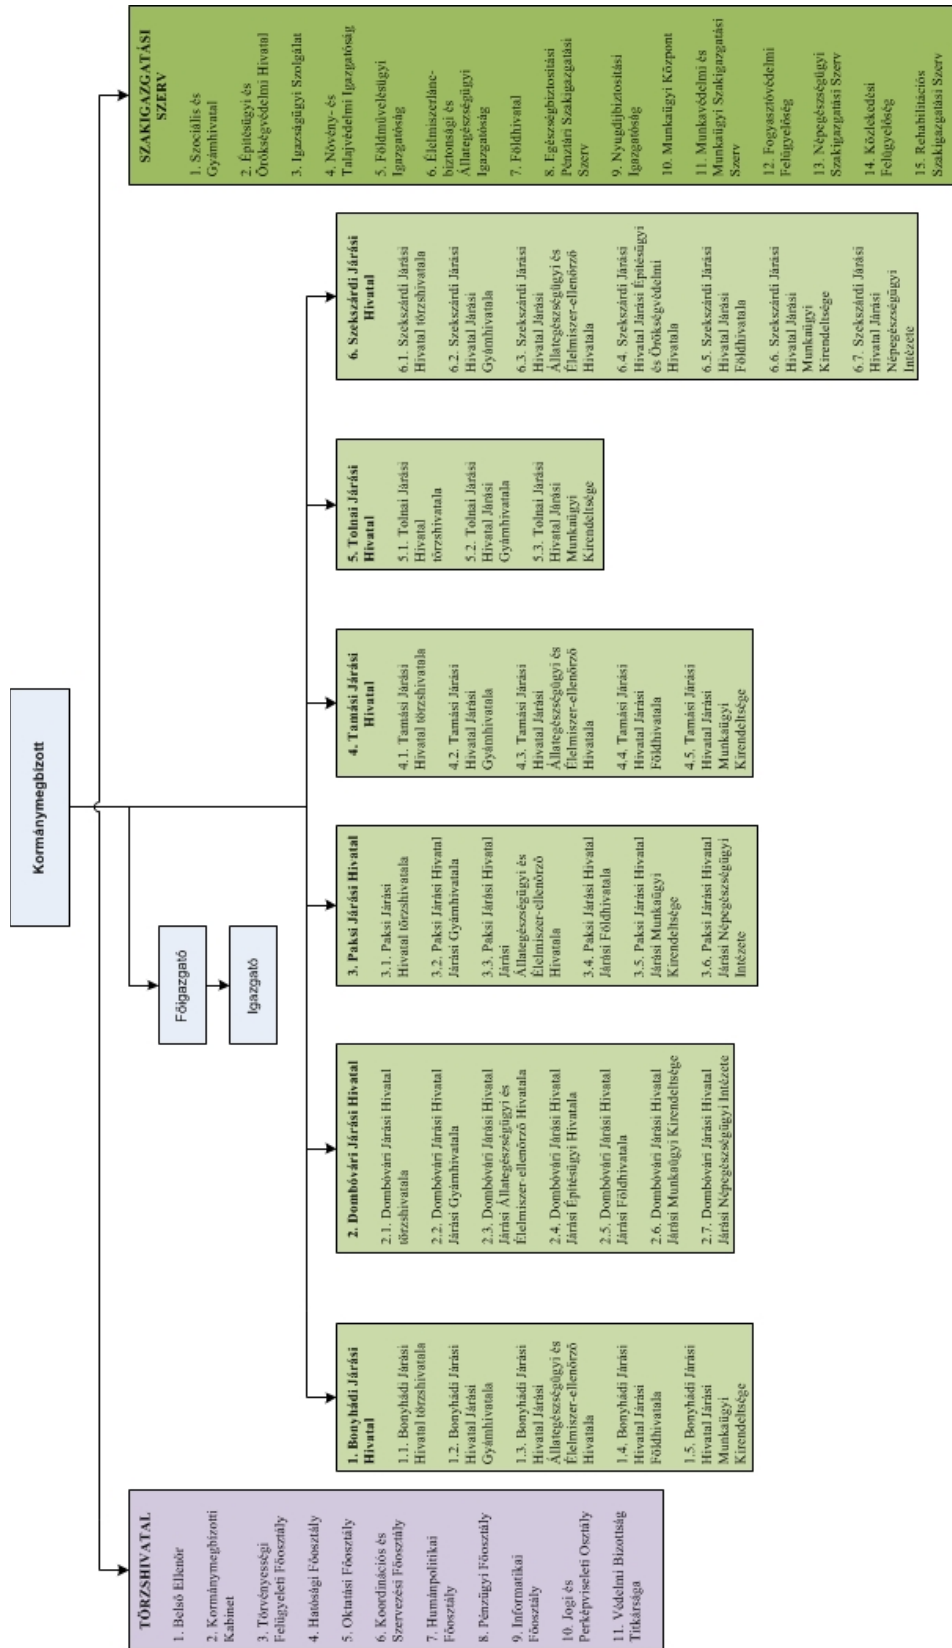 Kormánymegbízott
Főigazgató
Igazgató
TÖRZSHIVATAL
1. Belső Ellenőr
2. Kormánymegbízotti
Kabinet
3. Törvényességi
Felügyeleti Főosztály
4. Hatósági Főosztály
5. Oktatási Főosztály
6. Koordinációs és
Szervezési Főosztály
7. Humánpolitikai
Főosztály
8. Pénzügyi Főosztály
9. Informatikai
Főosztály
10. Jogi és
Perképviseleti Osztály
11. Védelmi Bizottság
Titkársága
1. Bonyhádi Járási
Hivatal
1.1. Bonyhádi Járási
Hivatal törzshivatala
1.2. Bonyhádi Járási
Hivatal Járási
Gyámhivatala
1.3. Bonyhádi Járási
Hivatal Járási
Állategészségügyi és
Élelmiszer-ellenőrző
Hivatala
1.4. Bonyhádi Járási
Hivatal Járási
Földhivatala
1.5. Bonyhádi Járási
Hivatal Járási
Munkaügyi
Kirendeltsége
2. Dombóvári Járási Hivatal
2.1. Dombóvári Járási Hivatal
törzshivatala
2.2. Dombóvári Járási Hivatal
Járási Gyámhivatala
2.3. Dombóvári Járási Hivatal
Járási Állategészségügyi és
Élelmiszer-ellenőrző Hivatala
2.4. Dombóvári Járási Hivatal
Járási Építésügyi Hivatala
2.5. Dombóvári Járási Hivatal
Járási Földhivatala
2.6. Dombóvári Járási Hivatal
Járási Munkaügyi Kirendeltsége
2.7. Dombóvári Járási Hivatal
Járási Népegészségügyi Intézete
3. Paksi Járási Hivatal
3.1. Paksi Járási
Hivatal törzshivatala
3.2. Paksi Járási Hivatal
Járási Gyámhivatala
3.3. Paksi Járási Hivatal
Járási
Állategészségügyi és
Élelmiszer-ellenőrző
Hivatala
3.4. Paksi Járási Hivatal
Járási Földhivatala
3.5. Paksi Járási Hivatal
Járási Munkaügyi
Kirendeltsége
3.6. Paksi Járási Hivatal
Járási Népegészségügyi
Intézete
4. Tamási Járási
Hivatal
4.1. Tamási Járási
Hivatal törzshivatala
4.2. Tamási Járási
Hivatal Járási
Gyámhivatala
4.3. Tamási Járási
Hivatal Járási
Állategészségügyi és
Élelmiszer-ellenőrző
Hivatala
4.4. Tamási Járási
Hivatal Járási
Földhivatala
4.5. Tamási Járási
Hivatal Járási
Munkaügyi
Kirendeltsége
5. Tolnai Járási
Hivatal
5.1. Tolnai Járási
Hivatal
törzshivatala
5.2. Tolnai Járási
Hivatal Járási
Gyámhivatala
5.3. Tolnai Járási
Hivatal Járási
Munkaügyi
Kirendeltsége
6. Szekszárdi Járási
Hivatal
6.1. Szekszárdi Járási
Hivatal törzshivatala
6.2. Szekszárdi Járási
Hivatal Járási
Gyámhivatala
6.3. Szekszárdi Járási
Hivatal Járási
Állategészségügyi és
Élelmiszer-ellenőrző
Hivatala
6.4. Szekszárdi Járási
Hivatal Járási Építésügyi
és Örökségvédelmi
Hivatala
6.5. Szekszárdi Járási
Hivatal Járási
Földhivatala
6.6. Szekszárdi Járási
Hivatal Járási
Munkaügyi
Kirendeltsége
6.7. Szekszárdi Járási
Hivatal Járási
Népegészségügyi
Intézete
SZAKIGAZGATÁSI
SZERV
1. Szociális és
Gyámhivatal
2. Építésügyi és
Örökségvédelmi Hivatal
3. Igazságügyi Szolgálat
4. Növény- és
Talajvédelmi Igazgatóság
5. Földművelésügyi
Igazgatóság
6. Élelmiszerlánc-
biztonsági és
Állategészségügyi
Igazgatóság
7. Földhivatal
8. Egészségbiztosítási
Pénztári Szakigazgatási
Szerv
9. Nyugdíjbiztosítási
Igazgatóság
10. Munkaügyi Központ
11. Munkavédelmi és
Munkaügyi Szakigazgatási
Szerv
12. Fogyasztóvédelmi
Felügyelőség
13. Népegészségügyi
Szakigazgatási Szerv
14. Közlekedési
Felügyelőség
15. Rehabilitációs
Szakigazgatási Szerv